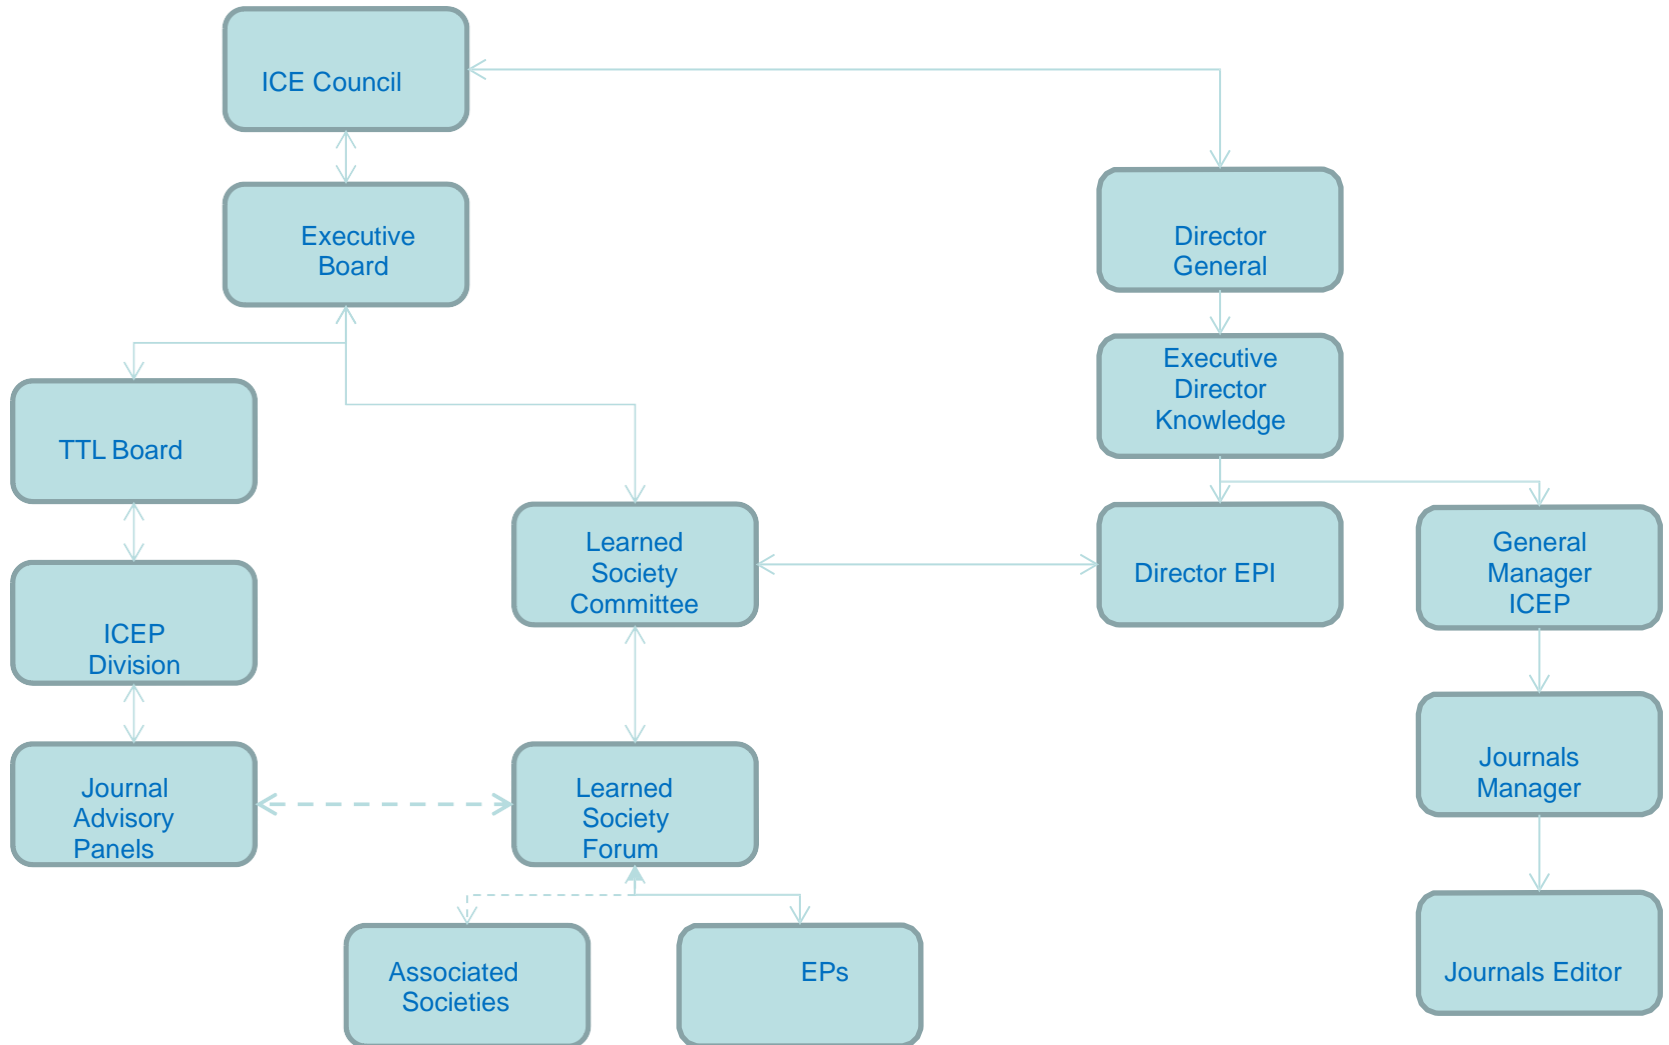 ICE Council
Executive
Board
Director
General
Executive
Director
Knowledge
TTL Board
Learned
Society
Committee
Director EPI
General
Manager
ICEP
ICEP
Division
Journal
Advisory
Panels
Learned
Society
Forum
Journals
Manager
Associated
Societies
EPs
Journals Editor